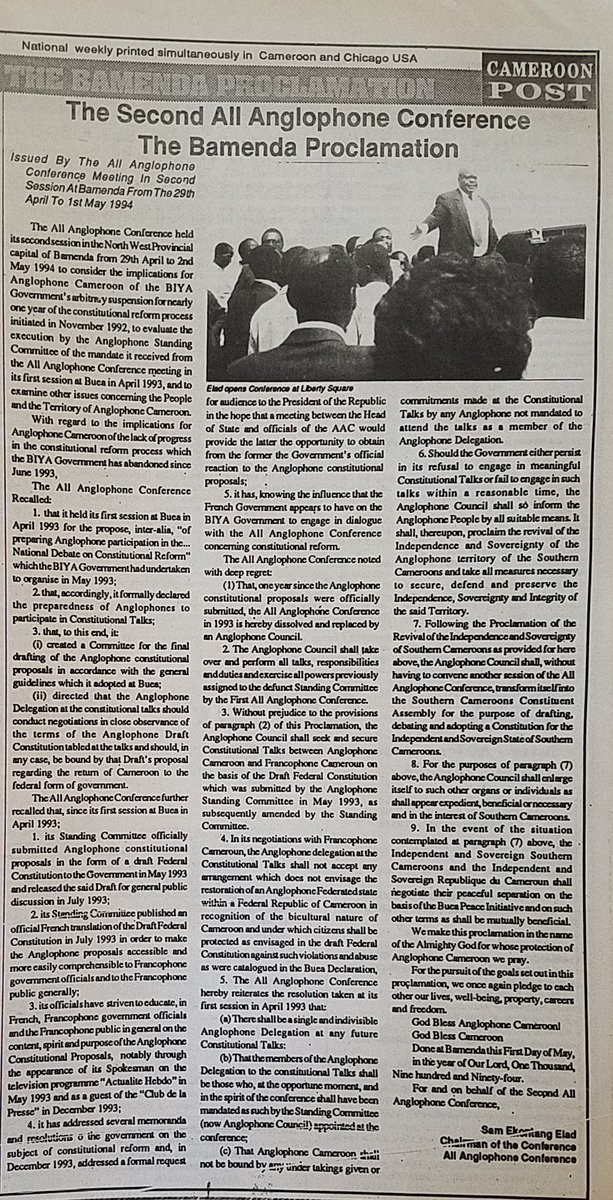 National weekly printed simultaneously in Cameroon and Chicago USA
THE BAMENDA PROCLAMATION
CAMEROON
POST
The Second All Anglophone Conference
The Bamenda Proclamation
Issued By The All Anglophone
Conference Meeting In Second
Session At Bamenda From The 29th
April To 1st May 1994
The All Anglophone Conference held
its second session in the North West Provincial
capital of Bamenda from 29th April to 2nd
May 1994 to consider the implications for
Anglophone Cameroon of the BIYA
Government's arbitrary suspension for nearly
one year of the constitutional reform process
initiated in November 1992, to evaluate the
execution by the Anglophone Standing
Committee of the mandate it received from
the All Anglophone Conference meeting in
its first session at Buea in April 1993, and to
examine other issues concerning the People
and the Territory of Anglophone Cameroon.
With regard to the implications for
Anglophone Cameroon of the lack of progress
in the constitutional reform process which
the BIYA Government has abandoned since
June 1993,
The All Anglophone Conference
Recalled:
1. that it held its first session at Buea in
April 1993 for the propose, inter-alia, "of
preparing Anglophone participation in the...
National Debate on Constitutional Reform"
which the BIYA Government had undertaken
to organise in May 1993;
2. that, accordingly, it formally declared
the preparedness of Anglophones to
participate in Constitutional Talks;
3. that, to this end, it:
(i) created a Committee for the final
drafting of the Anglophone constitutional
proposals in accordance with the general
guidelines which it adopted at Buea;
(ii) directed that the Anglophone
Delegation at the constitutional talks should
conduct negotiations in close observance of
the terms of the Anglophone Draft
Constitution tabled at the talks and should, in
any case, be bound by that Draft's proposal
regarding the return of Cameroon to the
federal form of government.
The All Anglophone Conference further
recalled that, since its first session at Buea in
April 1993;
1. its Standing Committee officially
submitted Anglophone constitutional
proposals in the form of a draft Federal
Constitution to the Government in May 1993
and released the said Draft for general public
discussion in July 1993;
2. its Standing Committee published an
official French translation of the Draft Federal
Constitution in July 1993 in order to make
the Anglophone proposals accessible and
more easily comprehensible to Francophone
government officials and to the Francophone
public generally;
3. its officials have striven to educate, in
French, Francophone government officials
and the Francophone public in general on the
content, spirit and purpose of the Anglophone
Constitutional Proposals, notably through
the appearance of its Spokesman on the
television programme "Actualite Hebdo" in
May 1993 and as a guest of the "Club de la
Presse" in December 1993;
4. it has addressed several memoranda
and resolutions o the government on the
subject of constitutional reform and, in
December 1993, addressed a formal request
Elad opens Conference at Liberty Square
for audience to the President of the Republic
in the hope that a meeting between the Head
of State and officials of the AAC would
provide the latter the opportunity to obtain
from the former the Government's official
reaction to the Anglophone constitutional
proposals;
5. it has, knowing the influence that the
French Government appears to have on the
BIYA Government to engage in dialogue
with the All Anglophone Conference
concerning constitutional reform.
The All Anglophone Conference noted
with deep regret:
(1) That, one year since the Anglophone
constitutional proposals were officially
submitted, the All Anglophone Conference
in 1993 is hereby dissolved and replaced by
an Anglophone Council.
2. The Anglophone Council shall take
over and perform all talks, responsibilities
and duties and exercise all powers previously
assigned to the defunct Standing Committee
by the First All Anglophone Conference.
3. Without prejudice to the provisions
of paragraph (2) of this Proclamation, the
Anglophone Council shall seek and secure
Constitutional Talks between Anglophone
Cameroon and Francophone Cameroun on
the basis of the Draft Federal Constitution
which was submitted by the Anglophone
Standing Committee in May 1993, as
subsequently amended by the Standing
Committee.
4. In its negotiations with Francophone
Cameroun, the Anglophone delegation at the
Constitutional Talks shall not accept any
arrangement which does not envisage the
restoration of an Anglophone Federated state
within a Federal Republic of Cameroon in
recognition of the bicultural nature of
Cameroon and under which citizens shall be
protected as envisaged in the draft Federal
Constitution against such violations and abuse
as were catalogued in the Buea Declaration,
5. The All Anglophone Conference
hereby reiterates the resolution taken at its
first session in April 1993 that:
(a) There shall be a single and indivisible
Anglophone Delegation at any future
Constitutional Talks:
(b) That the members of the Anglophone
Delegation to the constitutional Talks shall
be those who, at the opportune moment, and
in the spirit of the conference shall have been
mandated as such by the Standing Committee
(now Anglophone Council) appointed at the
conference;
(c) That Anglophone Cameroon shall
not be bound by any under takings given or
commitments made at the Constitutional
Talks by any Anglophone not mandated to
attend the talks as a member of the
Anglophone Delegation.
6. Should the Government either persist
in its refusal to engage in meaningful
Constitutional Talks or fail to engage in such
talks within a reasonable time, the
Anglophone Council shall so inform the
Anglophone People by all suitable means. It
shall, thereupon, proclaim the revival of the
Independence and Sovereignty of the
Anglophone territory of the Southern
Cameroons and take all measures necessary
to secure, defend and preserve the
Independence, Sovereignty and Integrity of
the said Territory.
7. Following the Proclamation of the
Revival of the Independence and Sovereignty
of Southern Cameroons as provided for here
above, the Anglophone Council shall, without
having to convene another session of the All
Anglophone Conference, transform itself into
the Southern Cameroons Constituent
Assembly for the purpose of drafting,
debating and adopting a Constitution for the
Independent and Sovereign State of Southern
Cameroons.
8. For the purposes of paragraph (7)
above, the Anglophone Council shall enlarge
itself to such other organs or individuals as
shall appear expedient, beneficial or necessary
and in the interest of Southern Cameroons.
9. In the event of the situation
contemplated at paragraph (7) above, the
Independent and Sovereign Southern
Cameroons and the Independent and
Sovereign Republique du Cameroun shall
negotiate their peaceful separation on the
basis of the Buea Peace Initiative and on such
other terms as shall be mutually beneficial.
We make this proclamation in the name
of the Almighty God for whose protection of
Anglophone Cameroon we pray.
For the pursuit of the goals set out in this
proclamation, we once again pledge to each
other our lives, well-being, property, careers
and freedom.
God Bless Anglophone Cameroon!
God Bless Cameroon
Done at Bamenda this First Day of May,
in the year of Our Lord, One Thousand,
Nine hundred and Ninety-four.
For and on behalf of the Second All
Anglophone Conference,
Sam Ekontang Elad
Chairman of the Conference
All Anglophone Conference